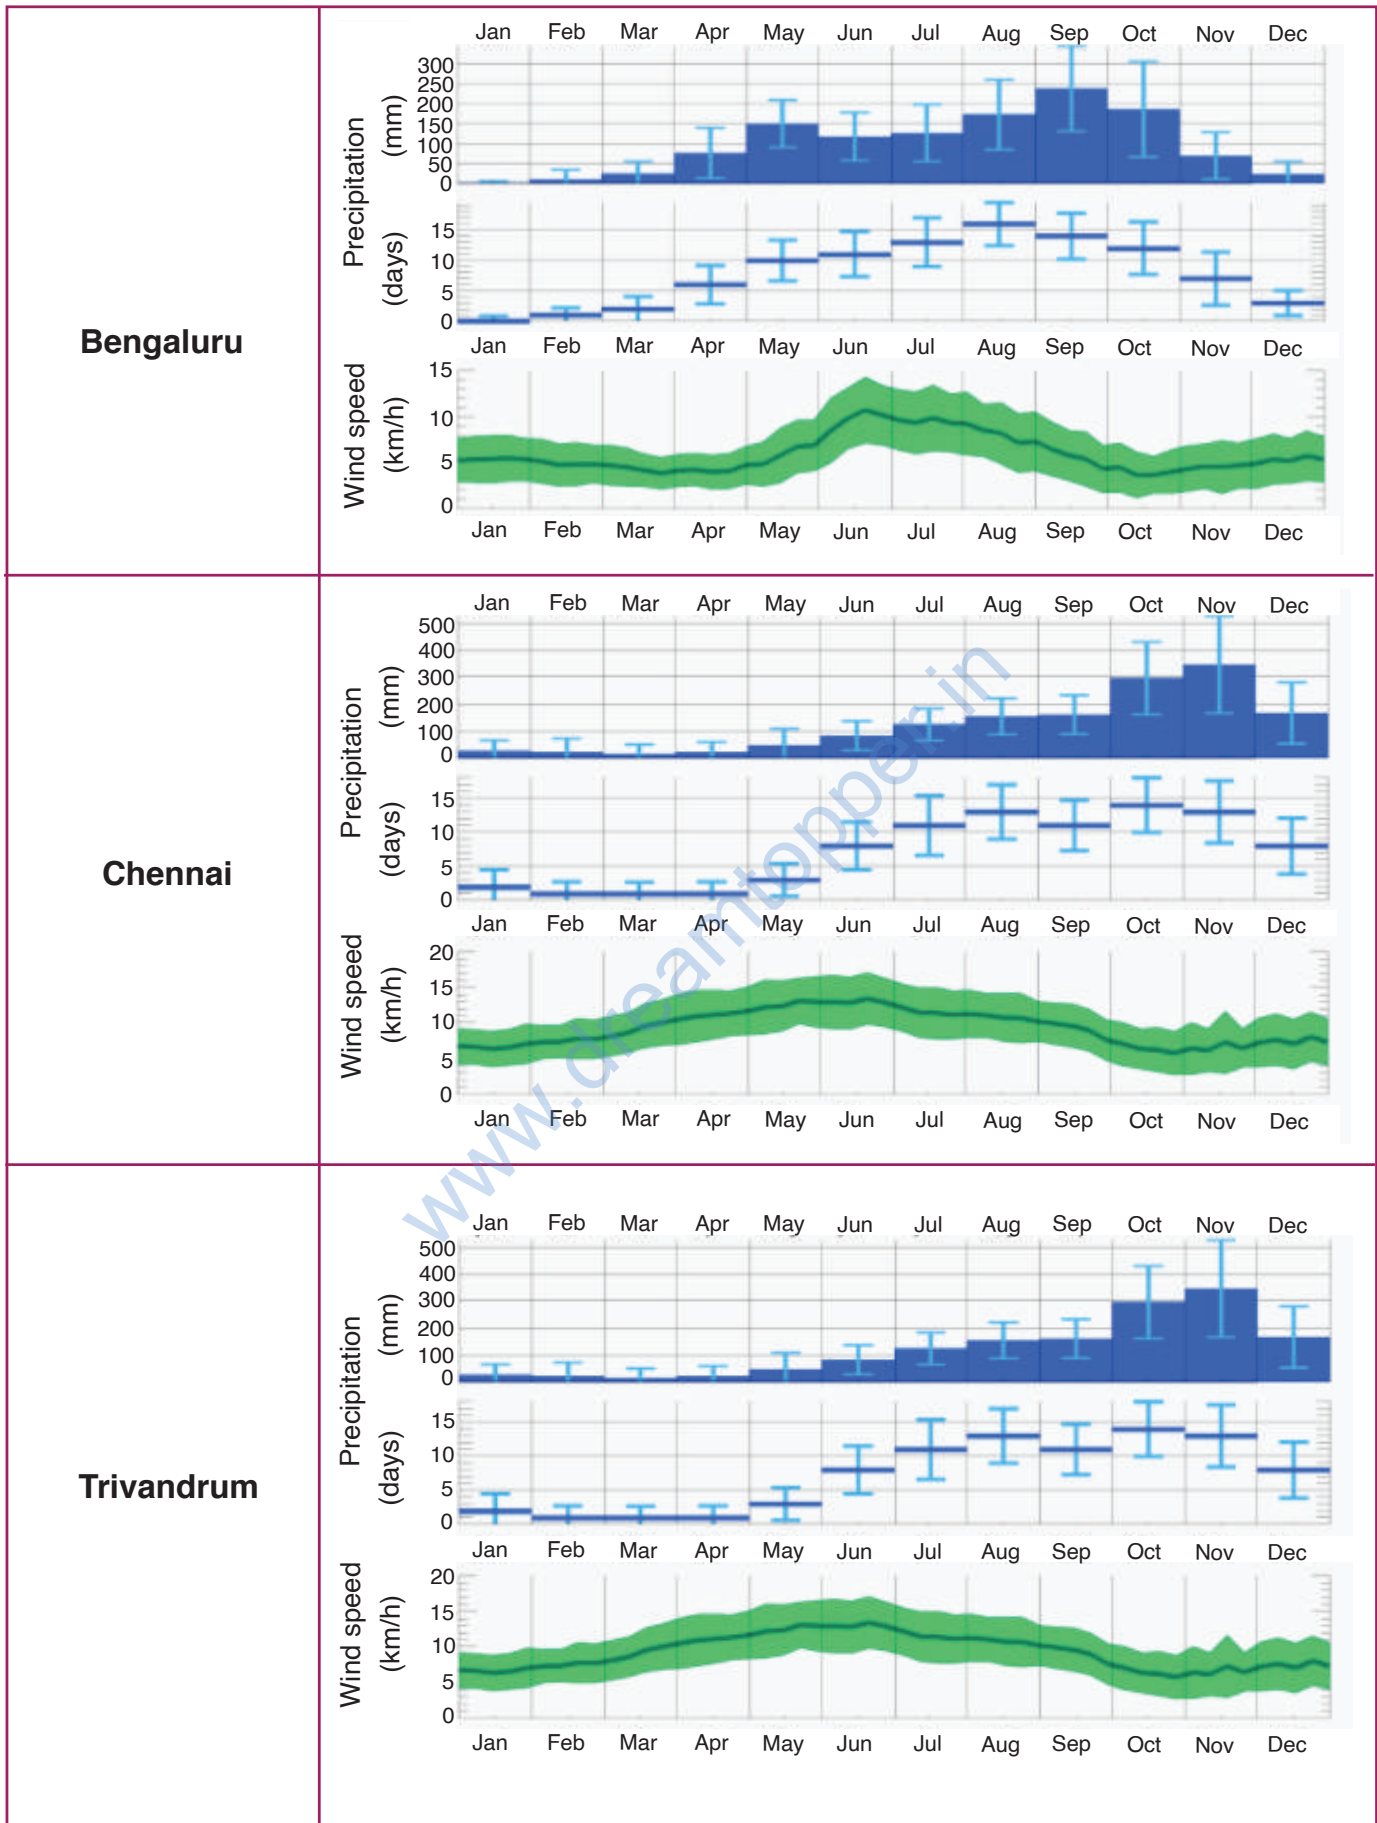 Bengaluru
Jan Feb Mar Apr May Jun Jul Aug Sep Oct Nov Dec
Precipitation
(mm)
300
250
200
150
100
50
0
Precipitation
(days)
15
10
5
0
Jan Feb Mar Apr May Jun Jul Aug Sep Oct Nov Dec
Wind speed
(km/h)
15
10
5
0
Jan Feb Mar Apr May Jun Jul Aug Sep Oct Nov Dec
Chennai
Jan Feb Mar Apr May Jun Jul Aug Sep Oct Nov Dec
Precipitation
(mm)
500
400
300
200
100
0
(days)
15
10
5
0
Jan Feb Mar Apr May Jun Jul Aug Sep Oct Nov Dec
Wind speed
(km/h)
20
15
10
5
0
Jan Feb Mar Apr May Jun Jul Aug Sep Oct Nov Dec
www.dreamtopper.in
Trivandrum
Jan Feb Mar Apr May Jun Jul Aug Sep Oct Nov Dec
Precipitation
(mm)
500
400
300
200
100
0
(days)
15
10
5
0
Jan Feb Mar Apr May Jun Jul Aug Sep Oct Nov Dec
Wind speed
(km/h)
20
15
10
5
0
Jan Feb Mar Apr May Jun Jul Aug Sep Oct Nov Dec